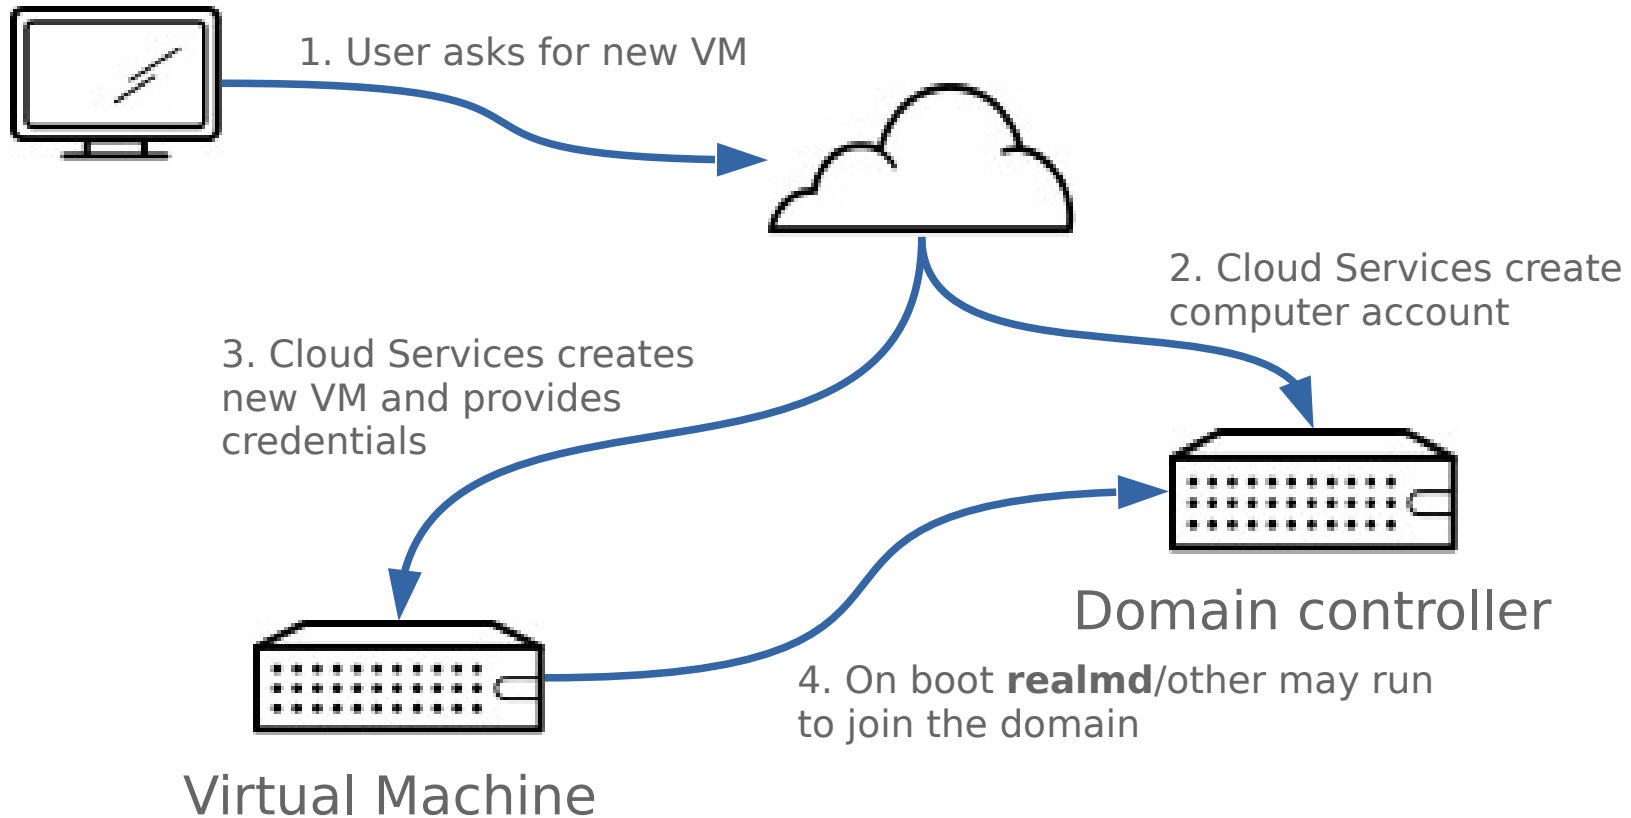 1. User asks for new VM
2. Cloud Services create
computer account
3. Cloud Services creates
new VM and provides
credentials
Domain controller
4. On boot realmd/other may run
to join the domain
Virtual Machine